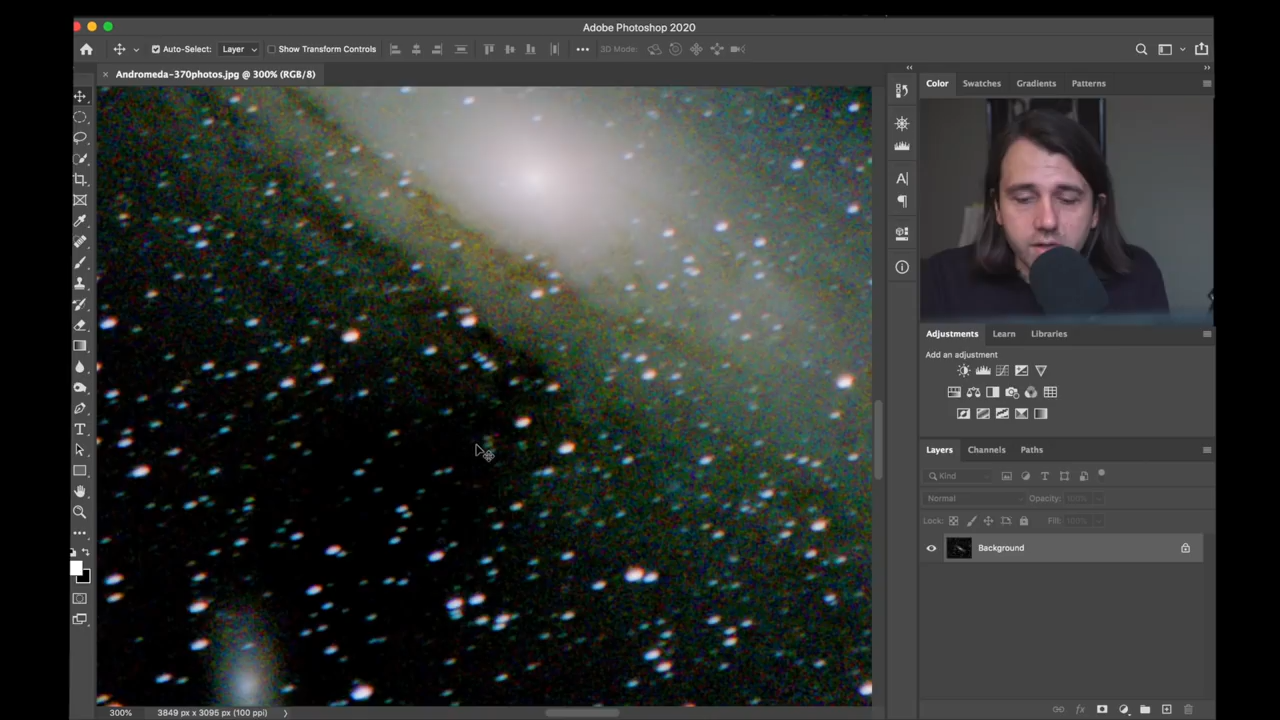 Adobe Photoshop 2020
Auto-Select: Layer Show Transform Controls 3D Mode:
Andromeda-370photos.jpg @ 300% (RGB/8)
Color Swatches Gradients Patterns
Adjustments Learn Libraries
Add an adjustment
Layers Channels Paths
Kind
Normal Opacity: 100%
Lock: Fill: 100%
Background
300% 3849 px x 3095 px (100 ppi)